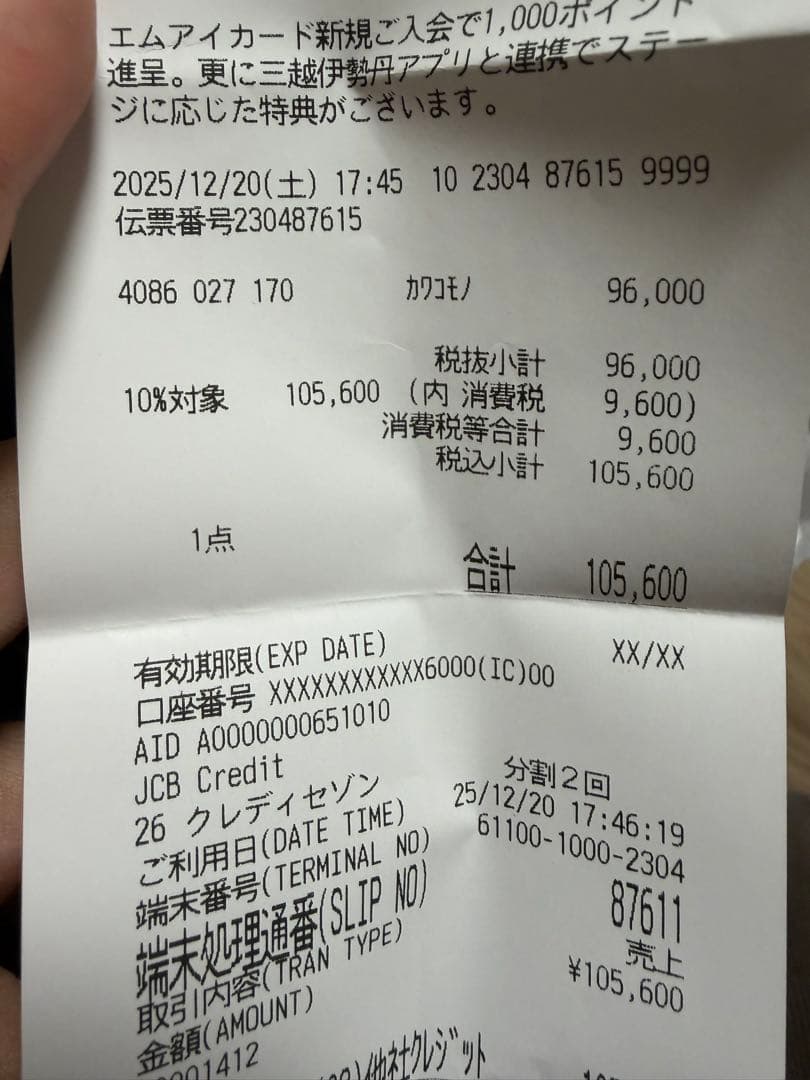 エムアイカード新規ご入会で1,000ポイント
進呈。更に三越伊勢丹アプリと連携でステー
ジに応じた特典がございます。
2025/12/20(土) 17:45 10 2304 87615 9999
伝票番号230487615
4086 027 170 カワコモノ 96,000
税抜小計 96,000
10%対象 105,600 (内 消費税 9,600)
消費税等合計 9,600
税込小計 105,600
1点
合計 105,600
有効期限(EXP DATE) XX/XX
口座番号 XXXXXXXXXXXX6000(IC)00
AID A0000000651010
JCB Credit
26 クレディセゾン 分割2回
ご利用日(DATE TIME) 25/12/20 17:46:19
端末番号(TERMINAL NO) 61100-1000-2304
端末処理通番(SLIP NO) 87611
取引内容(TRAN TYPE) 売上
金額(AMOUNT) ¥105,600
1412
他社クレジット